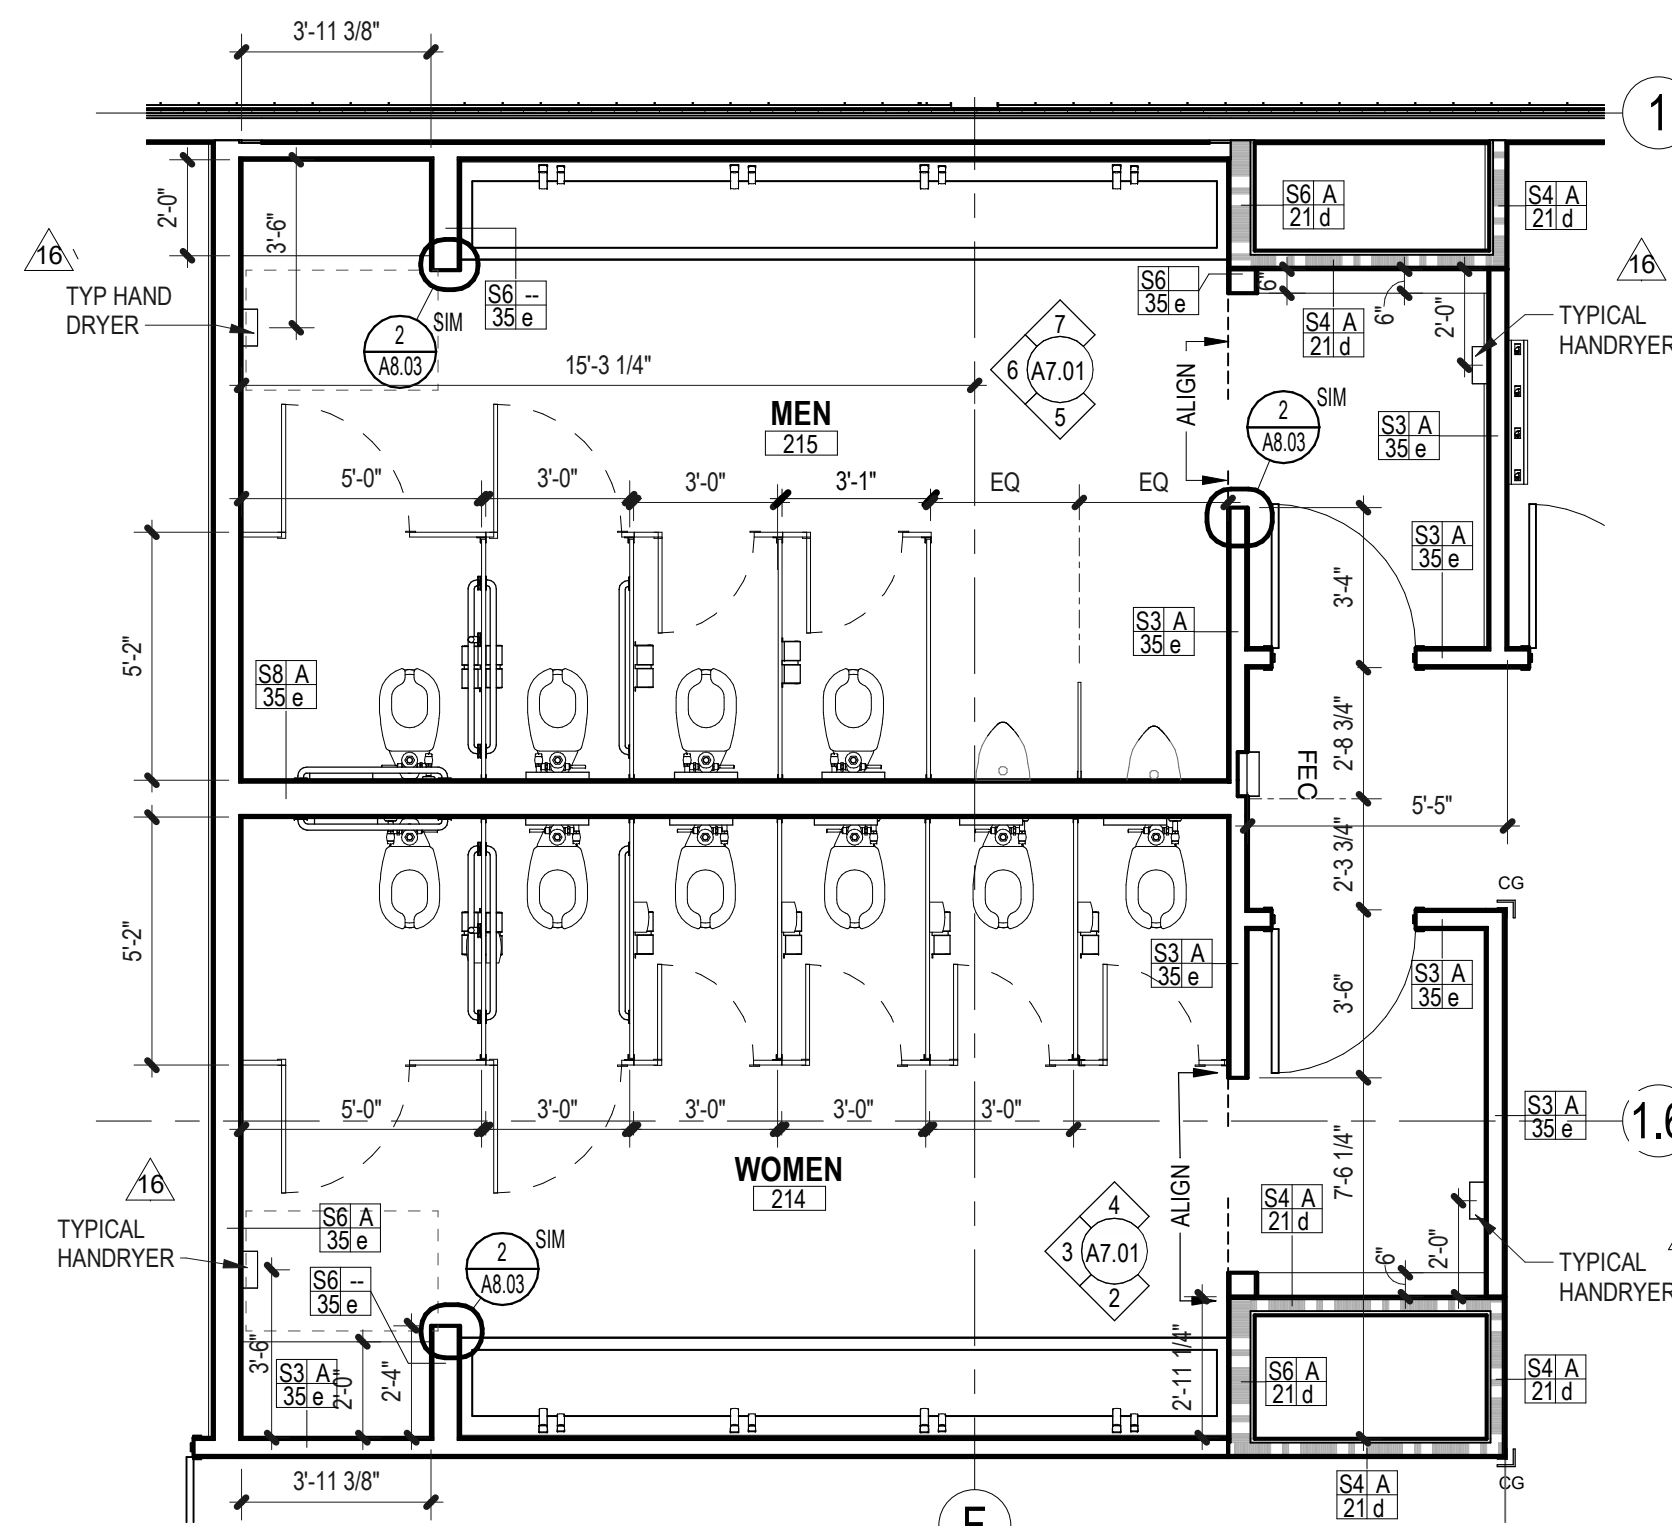 3'-11 3/8"
1
2'-0"
3'-6"
16
TYP HAND
DRYER
S6 --
35 e
2
A8.03
SIM
15'-3 1/4"
MEN
215
7
6 A7.01
5
S6
35 e
ALIGN
6"
S6 A
21 d
S4 A
21 d
S4 A
21 d
6"
2'-0"
16
TYPICAL
HANDRYER
2
A8.03
SIM
S3 A
35 e
S3 A
35 e
5'-0"
3'-0"
3'-0"
3'-1"
EQ
EQ
5'-2"
S8 A
35 e
S3 A
35 e
3'-4"
2'-8 3/4"
FEC
5'-5"
2'-3 3/4"
CG
5'-2"
S3 A
35 e
3'-6"
S3 A
35 e
5'-0"
3'-0"
3'-0"
3'-0"
3'-0"
S3 A
35 e
1.6
7'-6 1/4"
WOMEN
214
16
TYPICAL
HANDRYER
S6 A
35 e
S6 --
35 e
2
A8.03
SIM
4
3 A7.01
2
ALIGN
S4 A
21 d
6"
2'-0"
TYPICAL
HANDRYER
3'-6"
S3 A
35 e
2'-0"
2'-4"
2'-11 1/4"
S6 A
21 d
S4 A
21 d
3'-11 3/8"
S4 A
21 d
CG